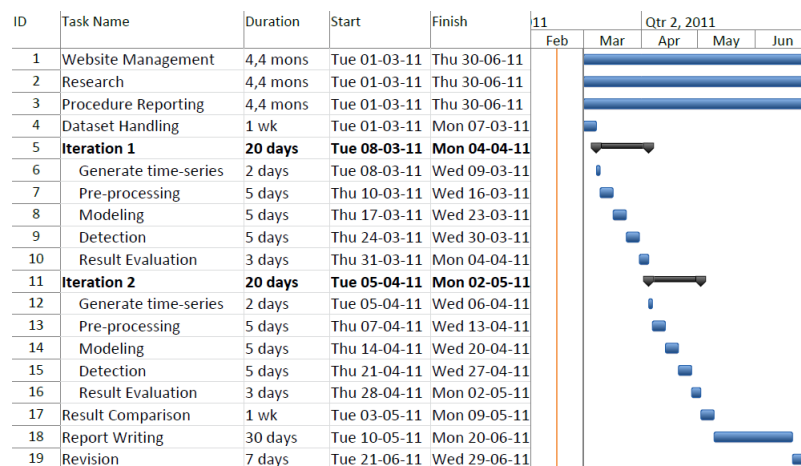 ID Task Name Duration Start Finish 11 Qtr 2, 2011
Feb Mar Apr May Jun
1 Website Management 4,4 mons Tue 01-03-11 Thu 30-06-11
2 Research 4,4 mons Tue 01-03-11 Thu 30-06-11
3 Procedure Reporting 4,4 mons Tue 01-03-11 Thu 30-06-11
4 Dataset Handling 1 wk Tue 01-03-11 Mon 07-03-11
5 Iteration 1 20 days Tue 08-03-11 Mon 04-04-11
6 Generate time-series 2 days Tue 08-03-11 Wed 09-03-11
7 Pre-processing 5 days Thu 10-03-11 Wed 16-03-11
8 Modeling 5 days Thu 17-03-11 Wed 23-03-11
9 Detection 5 days Thu 24-03-11 Wed 30-03-11
10 Result Evaluation 3 days Thu 31-03-11 Mon 04-04-11
11 Iteration 2 20 days Tue 05-04-11 Mon 02-05-11
12 Generate time-series 2 days Tue 05-04-11 Wed 06-04-11
13 Pre-processing 5 days Thu 07-04-11 Wed 13-04-11
14 Modeling 5 days Thu 14-04-11 Wed 20-04-11
15 Detection 5 days Thu 21-04-11 Wed 27-04-11
16 Result Evaluation 3 days Thu 28-04-11 Mon 02-05-11
17 Result Comparison 1 wk Tue 03-05-11 Mon 09-05-11
18 Report Writing 30 days Tue 10-05-11 Mon 20-06-11
19 Revision 7 days Tue 21-06-11 Wed 29-06-11